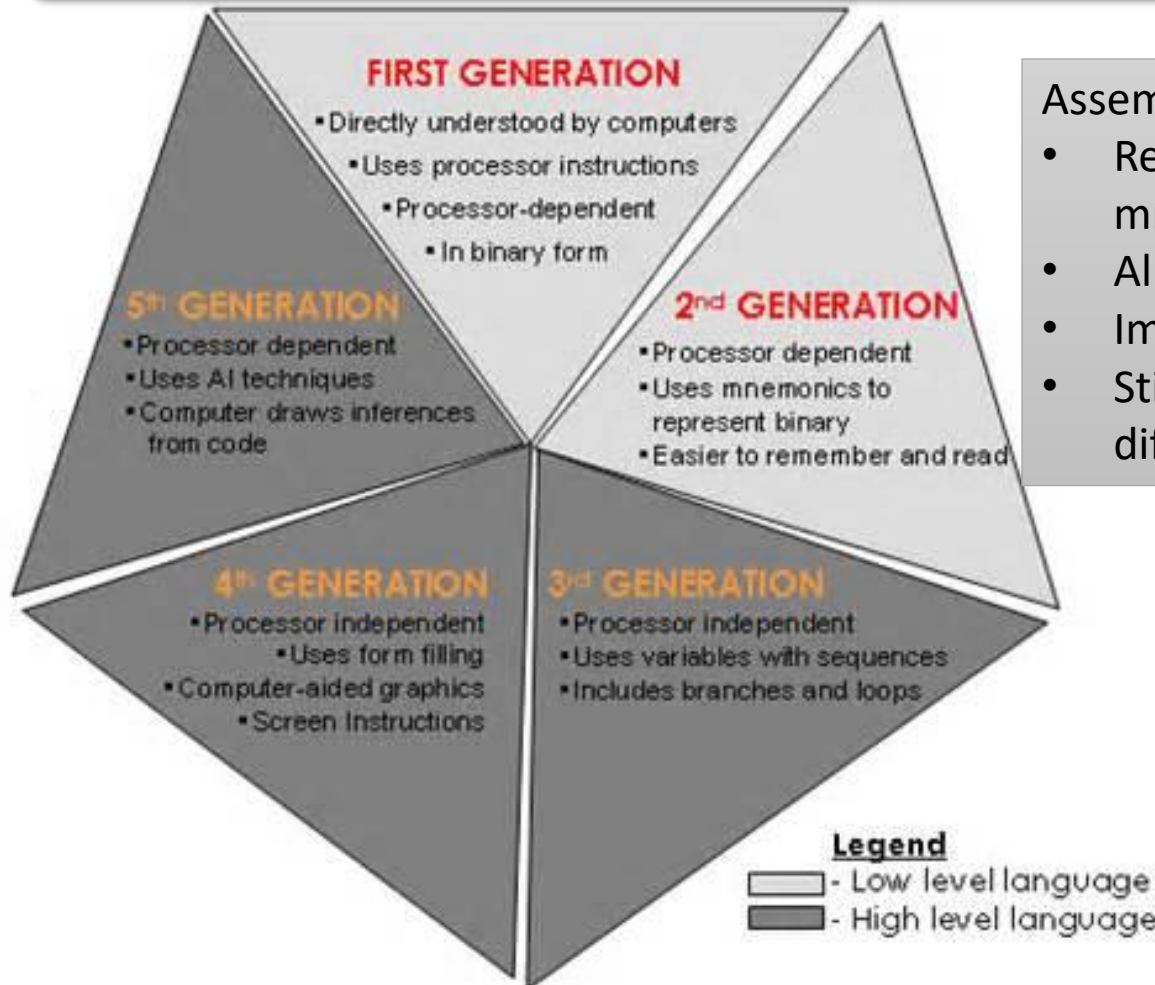 FIRST GENERATION
▪Directly understood by computers
▪Uses processor instructions
▪Processor-dependent
▪In binary form
5th GENERATION
▪Processor dependent
▪Uses AI techniques
▪Computer draws inferences
from code
2nd GENERATION
▪Processor dependent
▪Uses mnemonics to
represent binary
▪Easier to remember and read
4th GENERATION
▪Processor independent
▪Uses form filling
▪Computer-aided graphics
▪Screen Instructions
3rd GENERATION
▪Processor independent
▪Uses variables with sequences
▪Includes branches and loops
Legend
- Low level language
- High level language
Assem
• Re
m
• Al
• Im
• Sti
dif